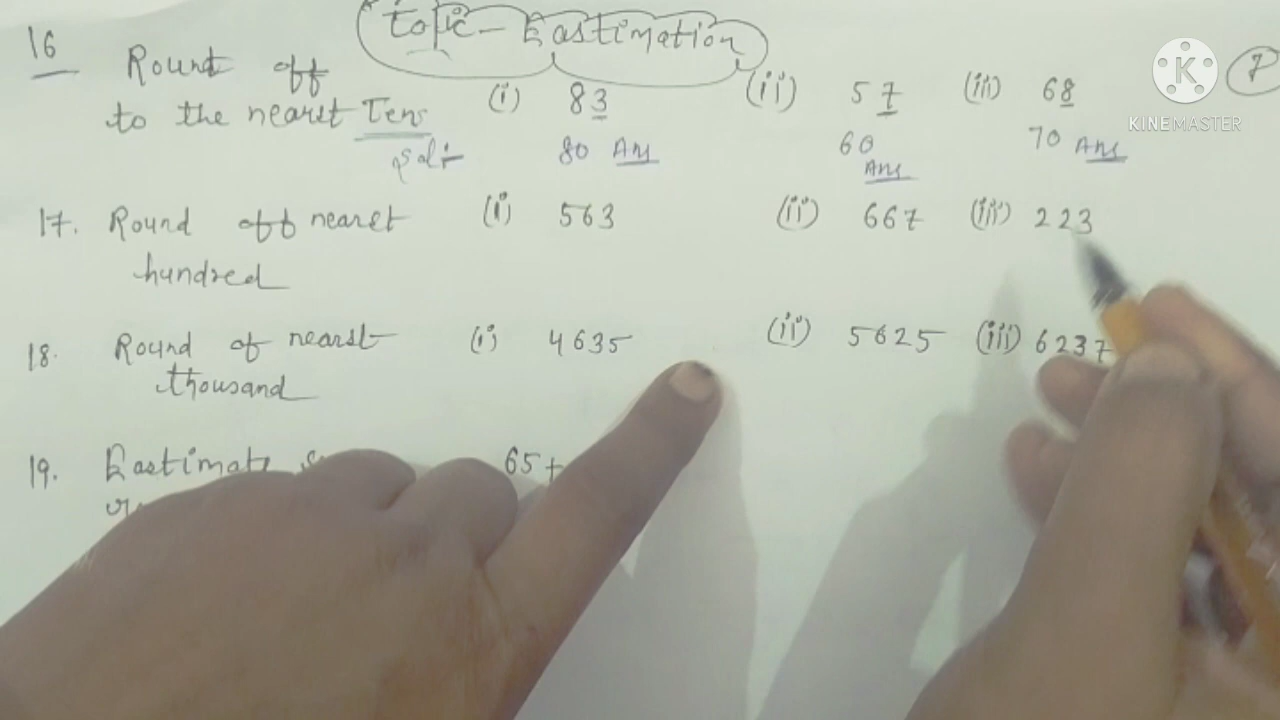 Topic - Eastimation
16 Round off (i) 83 (ii) 57 (iii) 68
to the nearst Tens
Sol:- 80 Ans 60 Ans 70 Ans
17. Round off nearst (i) 563 (ii) 667 (iii) 223
hundred
18. Round of nearst (i) 4635 (ii) 5625 (iii) 6237
thousand
19. Eastimate 65+
K
KINEMASTER